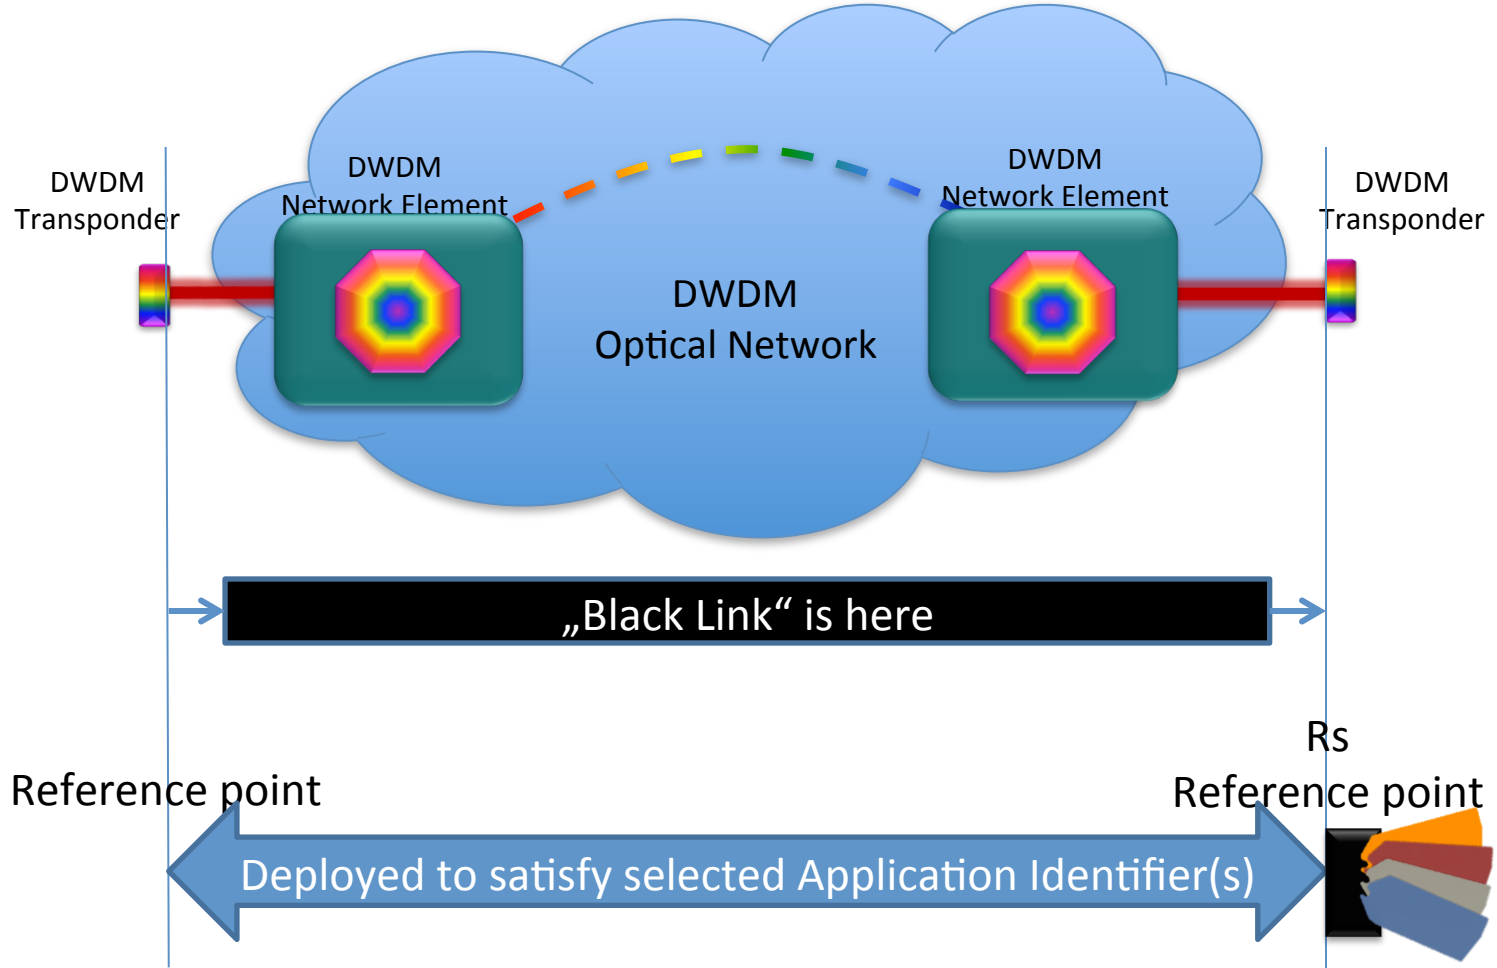 DWDM
Transponder
DWDM
Network Element
DWDM
Network Element
DWDM
Transponder
DWDM
Optical Network
„Black Link“ is here
Rs
Reference point
Reference point
Deployed to satisfy selected Application Identifier(s)